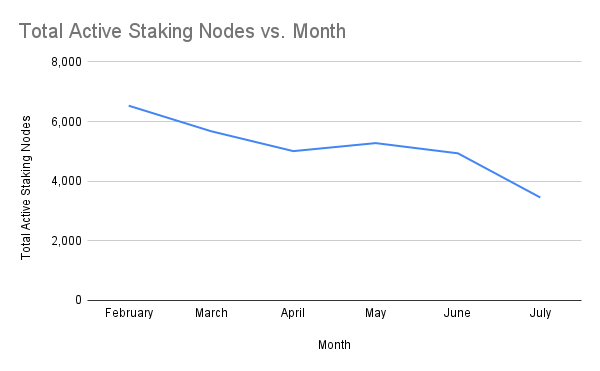 Total Active Staking Nodes vs. Month
Total Active Staking Nodes
8,000
6,000
4,000
2,000
0
February March April May June July
Month